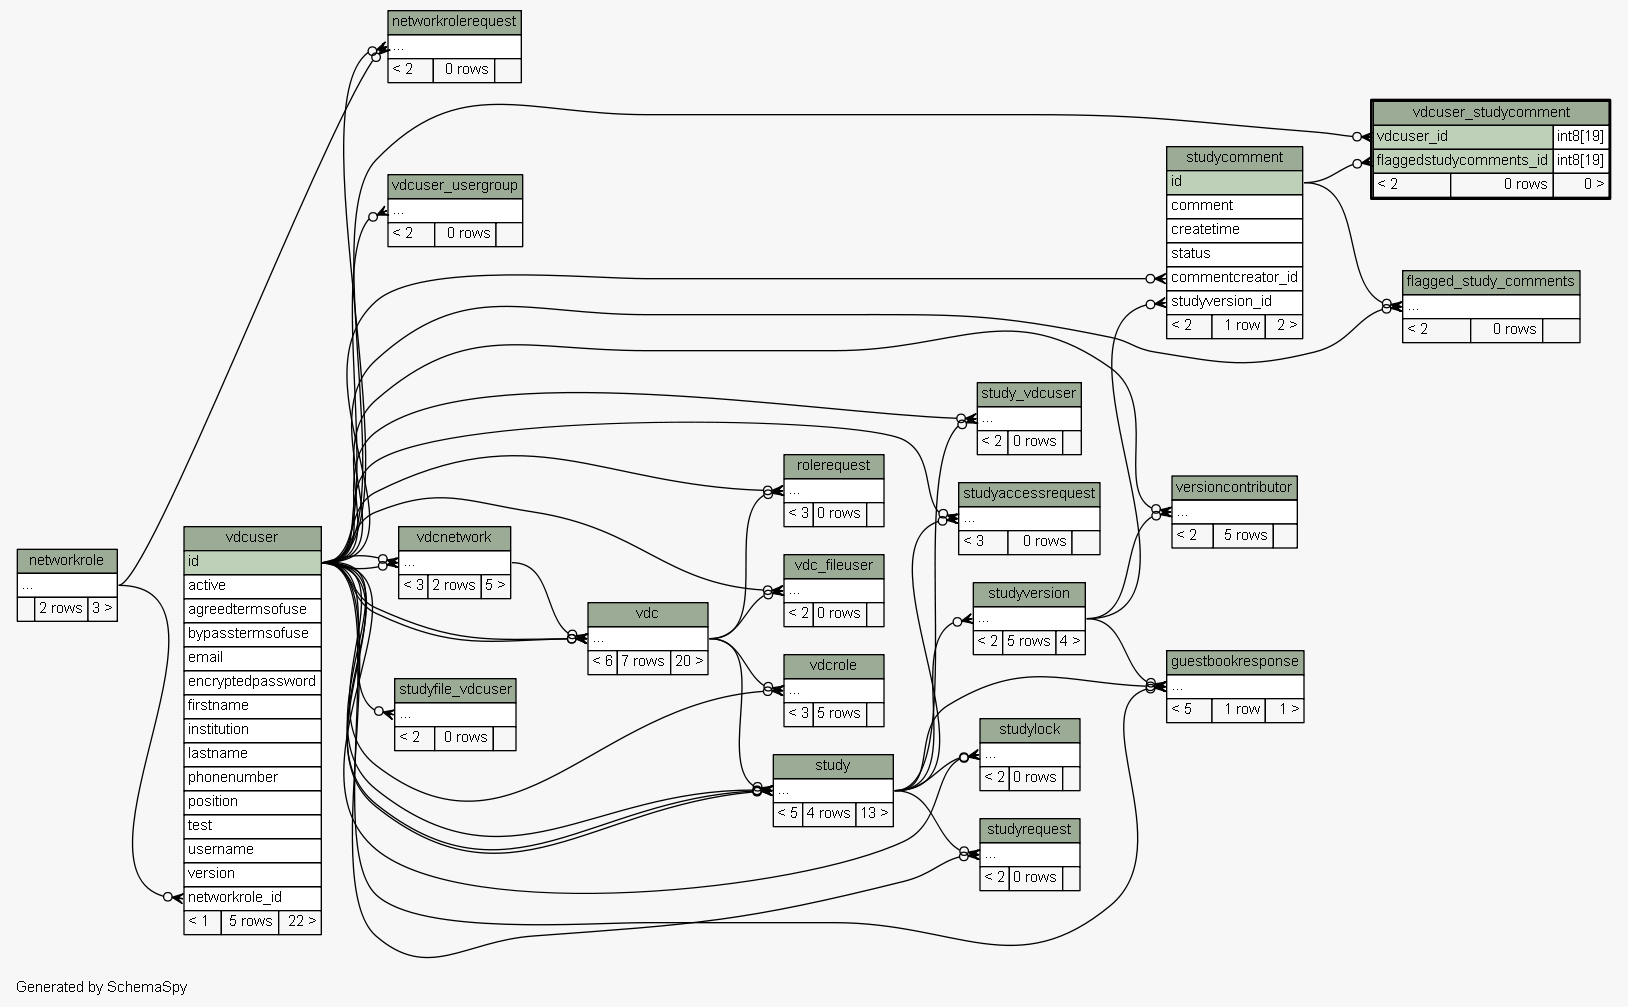 networkrolerequest
...
< 2 0 rows
vdcuser_studycomment
vdcuser_id int8[19]
flaggedstudycomments_id int8[19]
< 2 0 rows 0 >
studycomment
id
comment
createtime
status
commentcreator_id
studyversion_id
< 2 1 row 2 >
vdcuser_usergroup
...
< 2 0 rows
flagged_study_comments
...
< 2 0 rows
study_vdcuser
...
< 2 0 rows
rolerequest
...
< 3 0 rows
studyaccessrequest
...
< 3 0 rows
versioncontributor
...
< 2 5 rows
networkrole
...
2 rows 3 >
vdcuser
id
active
agreedtermsofuse
bypasstermsofuse
email
encryptedpassword
firstname
institution
lastname
phonenumber
position
test
username
version
networkrole_id
< 1 5 rows 22 >
vdcnetwork
...
< 3 2 rows 5 >
vdc_fileuser
...
< 2 0 rows
studyversion
...
< 2 5 rows 4 >
vdc
...
< 6 7 rows 20 >
vdcrole
...
< 3 5 rows
guestbookresponse
...
< 5 1 row 1 >
studyfile_vdcuser
...
< 2 0 rows
studylock
...
< 2 0 rows
study
...
< 5 4 rows 13 >
studyrequest
...
< 2 0 rows
Generated by SchemaSpy